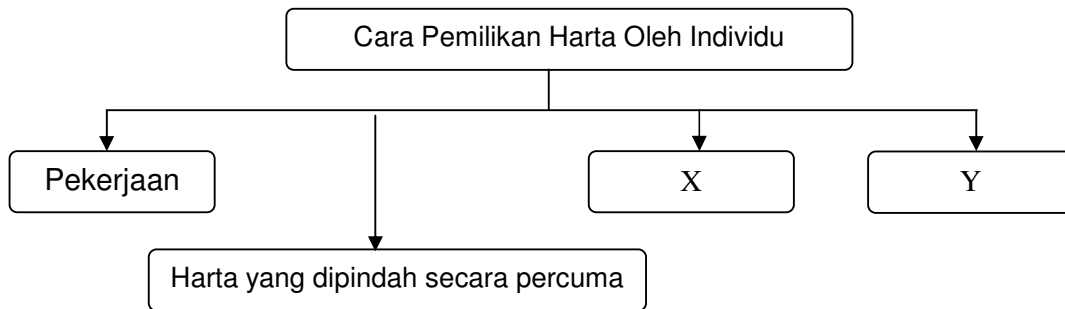 Cara Pemilikan Harta Oleh Individu
Pekerjaan
X
Y
Harta yang dipindah secara percuma